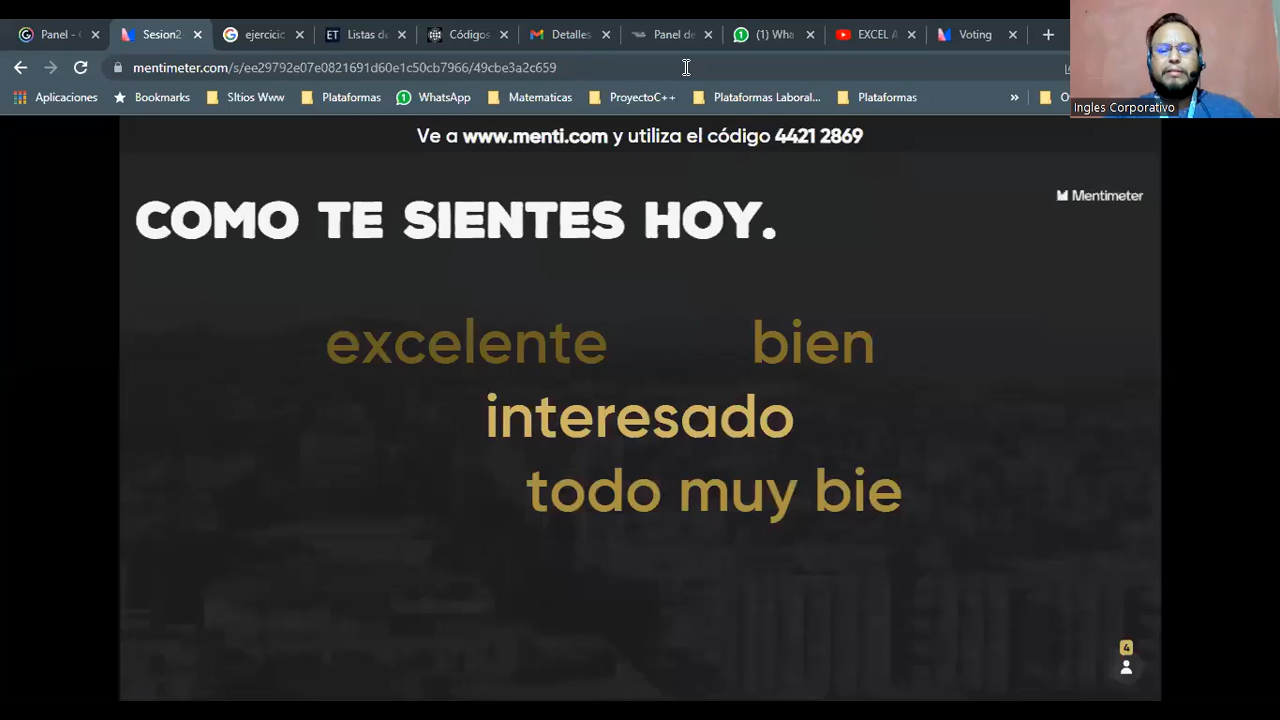 Panel - G
Sesion2
ejercicic
Listas de
Códigos
Detalles
Panel de
(1) Wha
EXCEL A
Voting
mentimeter.com/s/ee29792e07e0821691d60e1c50cb7966/49cbe3a2c659
Aplicaciones
Bookmarks
SItios Www
Plataformas
WhatsApp
Matematicas
ProyectoC++
Plataformas Laboral...
Plataformas
»
Ingles Corporativo
Ve a www.menti.com y utiliza el código 4421 2869
Mentimeter
COMO TE SIENTES HOY.
excelente bien
interesado
todo muy bie
4